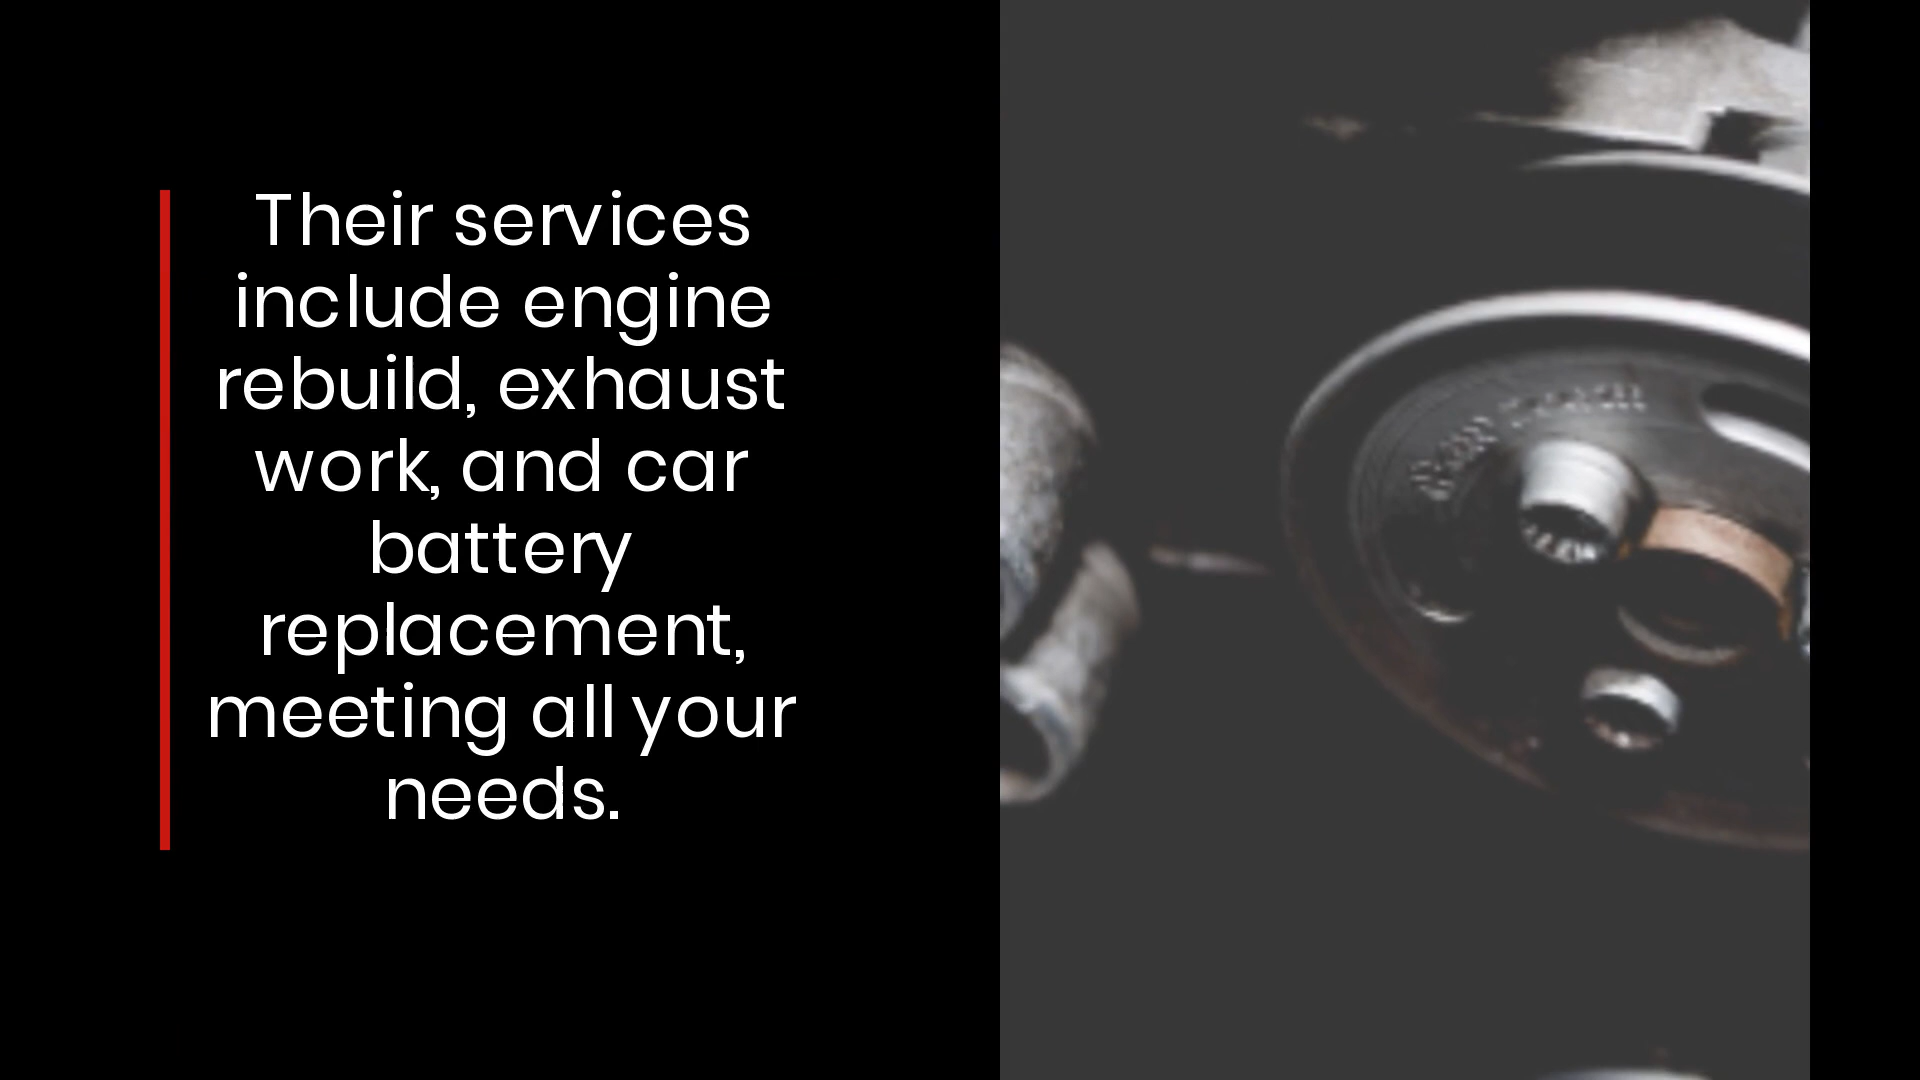 Their services
include engine
rebuild, exhaust
work, and car
battery
replacement,
meeting all your
needs.